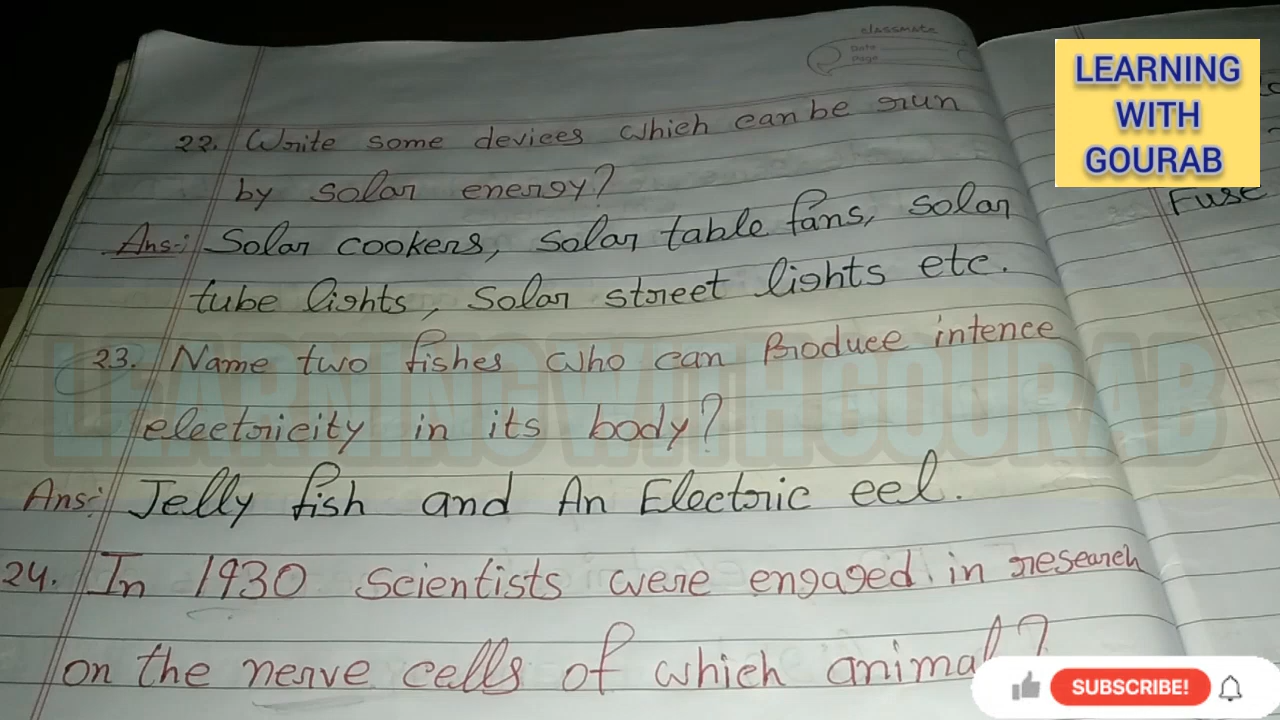 classmate
Date
Page
LEARNING
WITH
GOURAB
22. Write some devices which can be run
by solar energy?
Ans:- Solar cookers, Solar table fans, solar
tube lights, Solar street lights etc.
Fuse
23. Name two fishes who can Produce intence
electricity in its body?
LEARNING WITH GOURAB
Ans:- Jelly fish and An Electric eel.
24. In 1930 Scientists were engaged in research
on the nerve cells of which animal?
SUBSCRIBE!